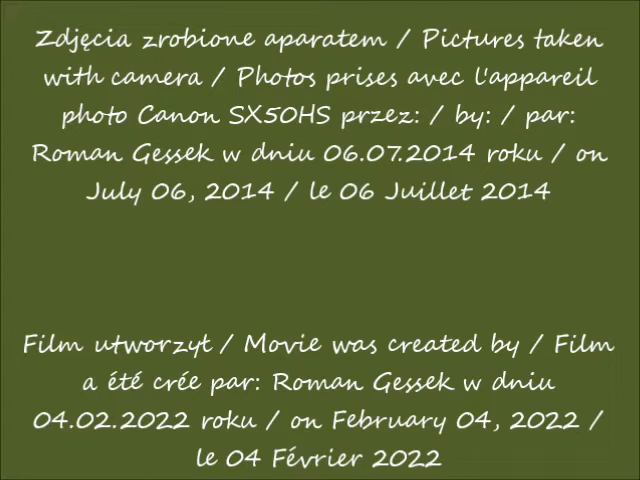 Zdjęcia zrobione aparatem / Pictures taken
with camera / Photos prises avec l'appareil
photo Canon SX50HS przez: / by: / par:
Roman Gessek w dniu 06.07.2014 roku / on
July 06, 2014 / le 06 Juillet 2014
Film utworzył / Movie was created by / Film
a été crée par: Roman Gessek w dniu
04.02.2022 roku / on February 04, 2022 /
le 04 Février 2022